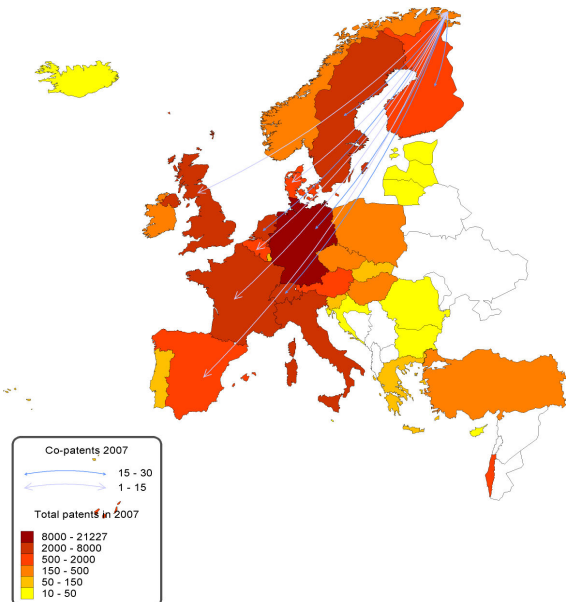 Co-patents 2007
15 - 30
1 - 15
Total patents in 2007
8000 - 21227
2000 - 8000
500 - 2000
150 - 500
50 - 150
10 - 50